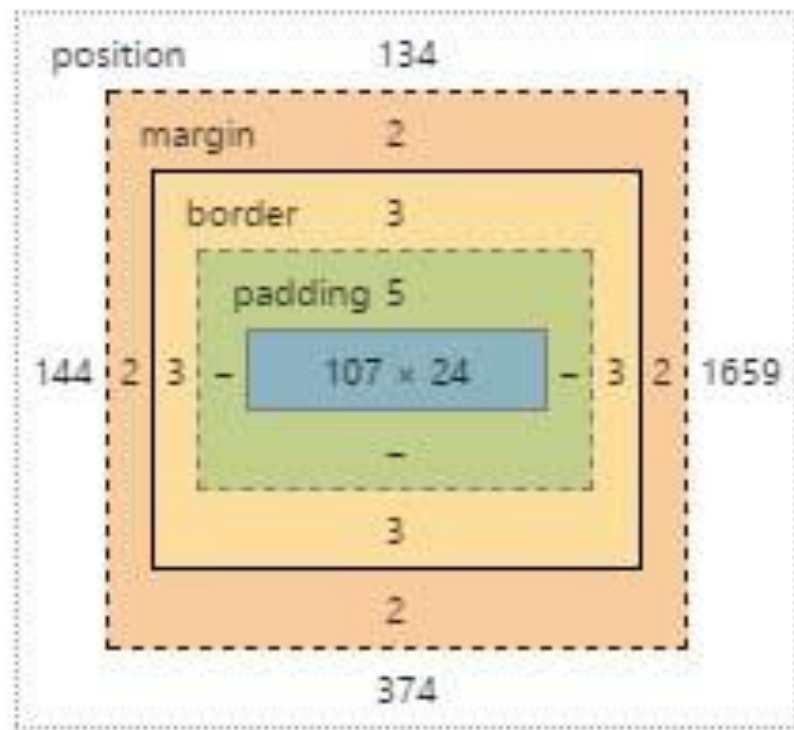 position 134
margin 2
border 3
padding 5
144 2 3 – 107 × 24 – 3 2 1659
–
3
2
374